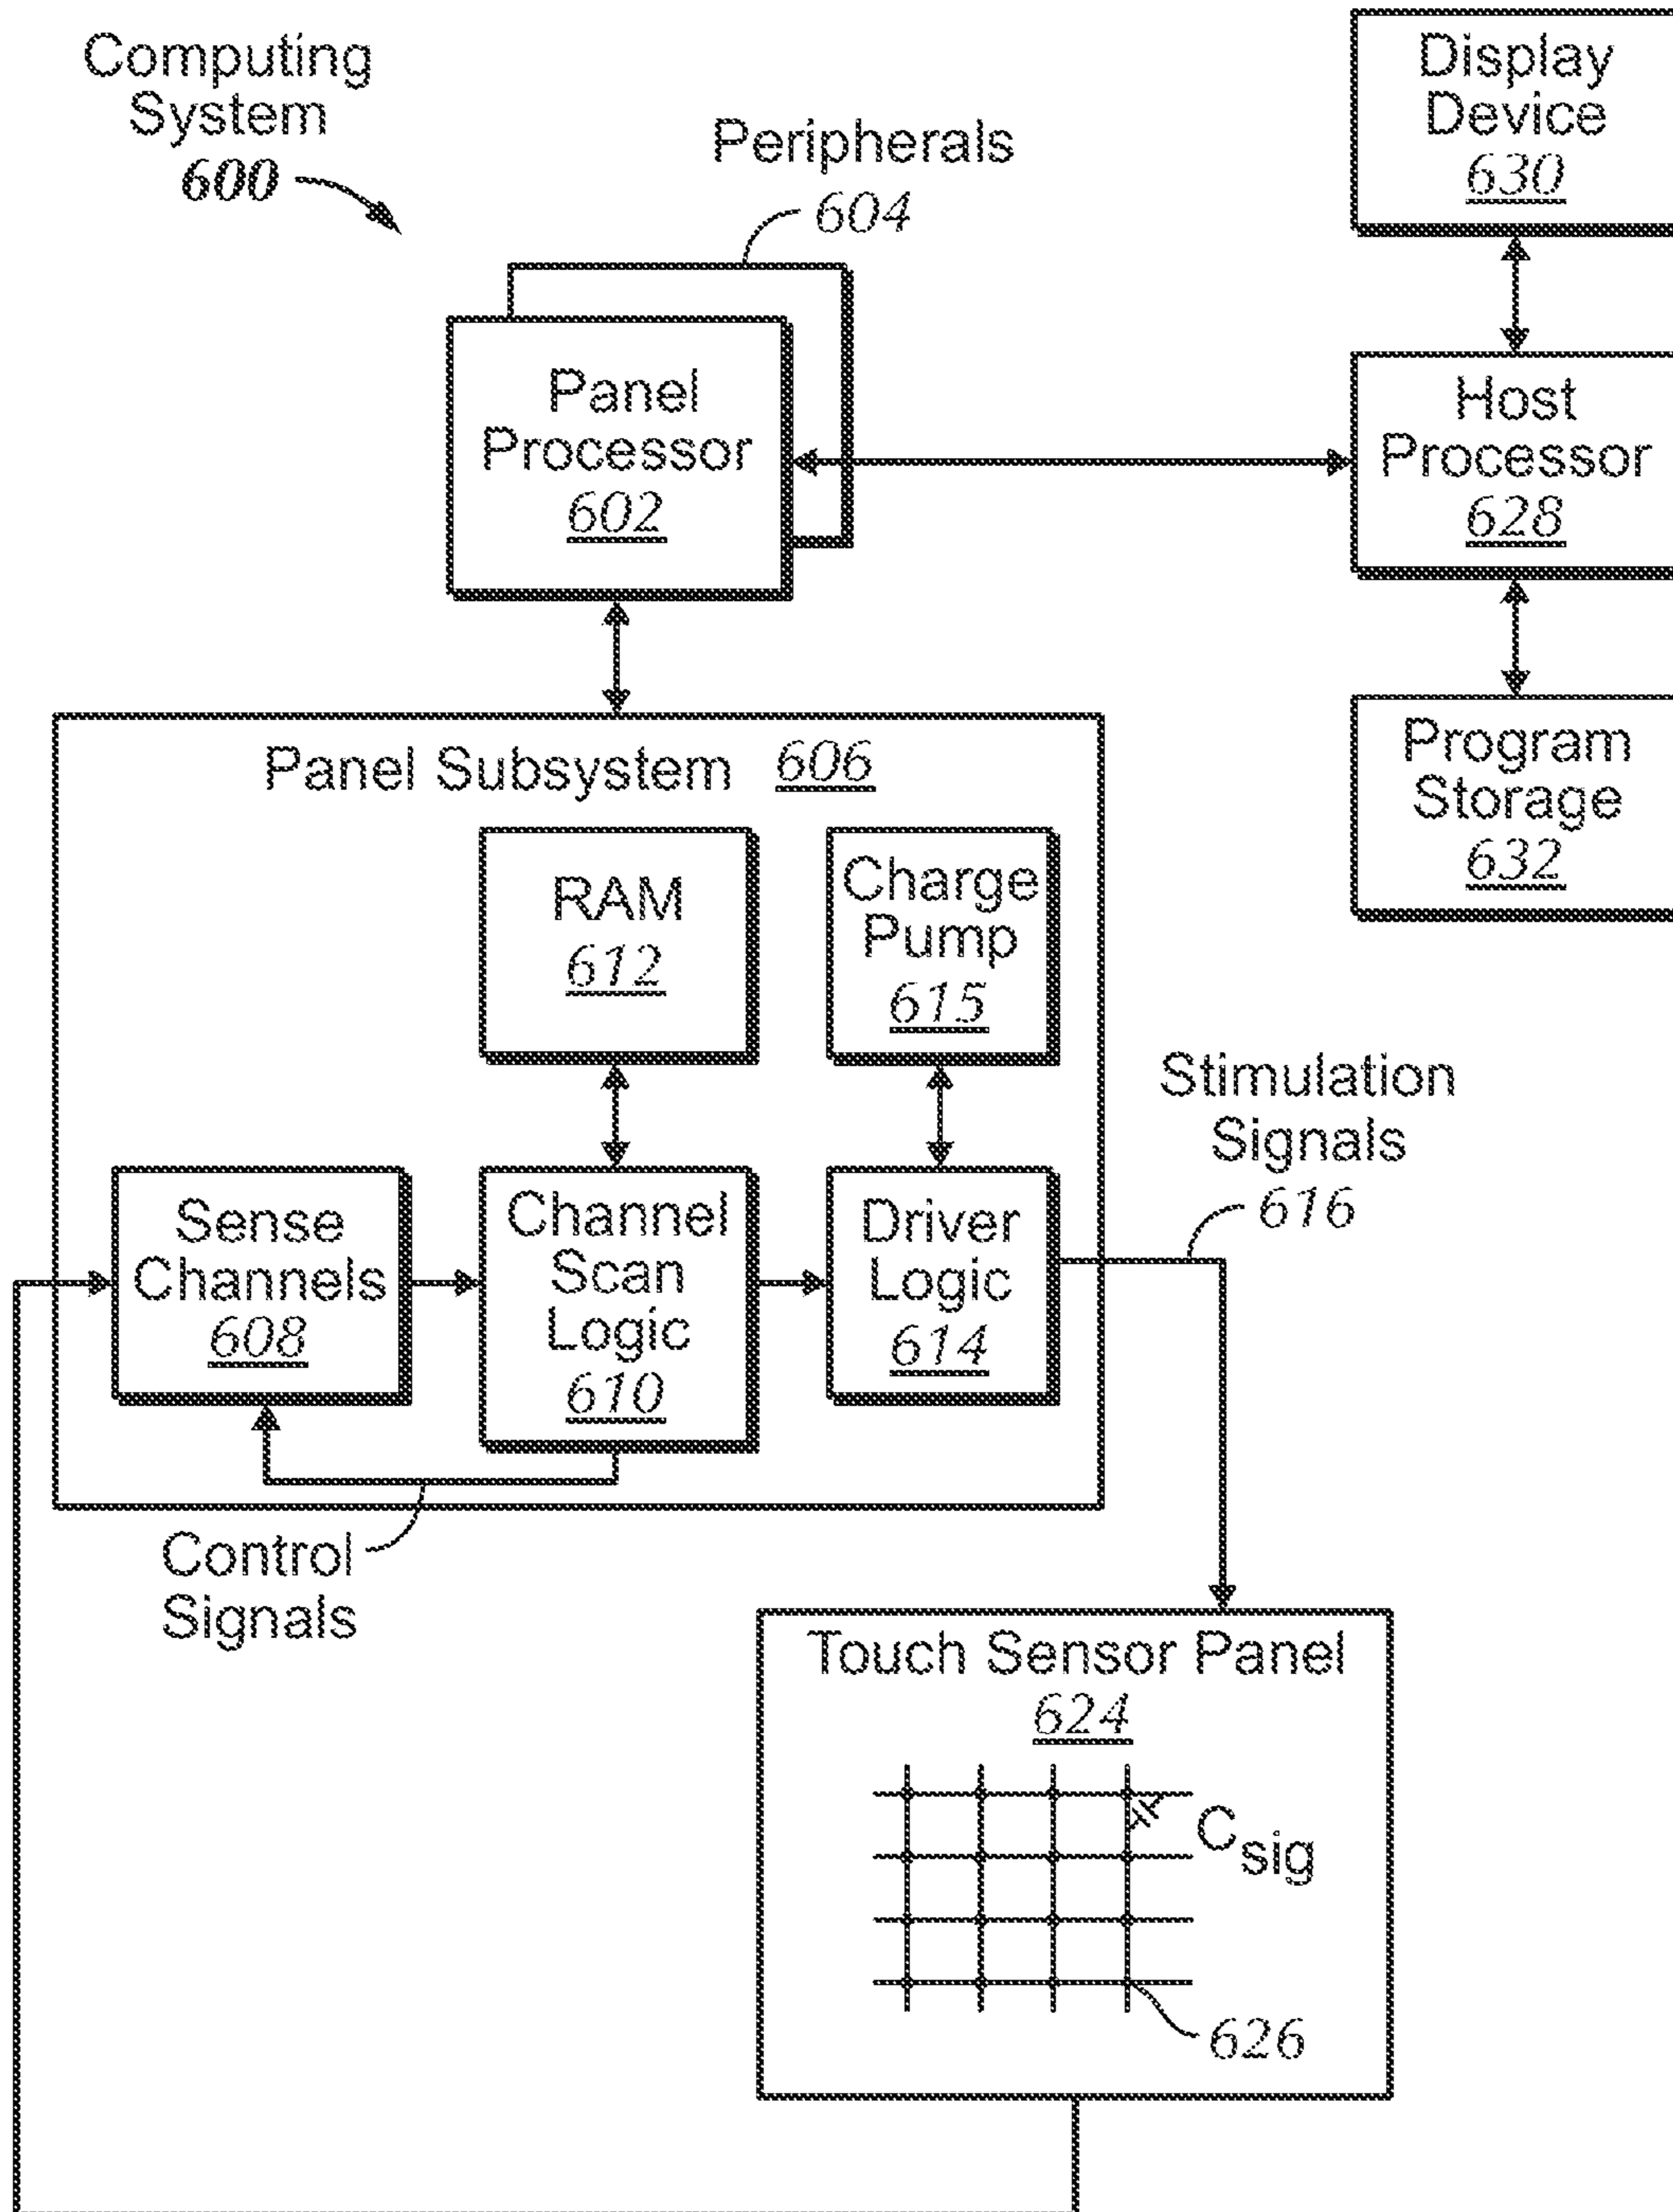 Computing
System
600
Peripherals
604
Display
Device
630
Panel
Processor
602
Host
Processor
628
Program
Storage
632
Panel Subsystem 606
RAM
612
Charge
Pump
615
Sense
Channels
608
Channel
Scan
Logic
610
Driver
Logic
614
Stimulation
Signals
616
Control
Signals
Touch Sensor Panel
624
Csig
626